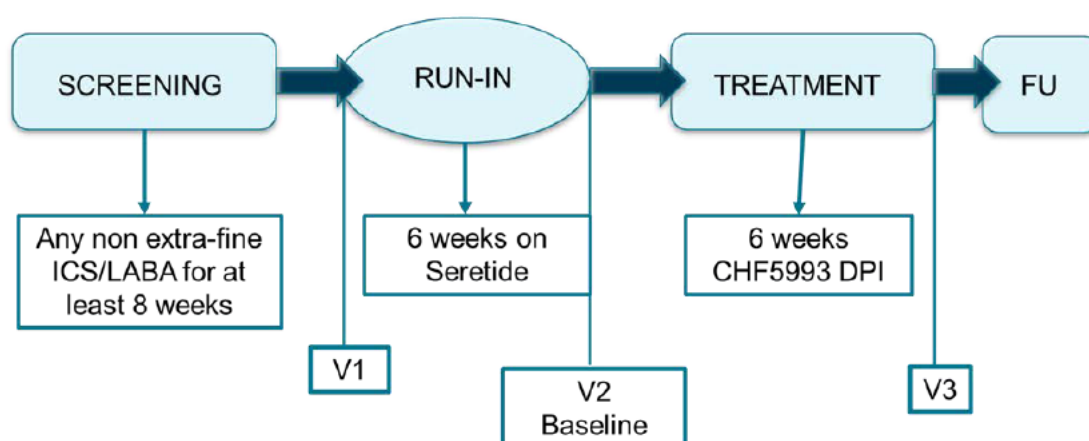 SCREENING
RUN-IN
TREATMENT
FU
Any non extra-fine
ICS/LABA for at
least 8 weeks
6 weeks on
Seretide
6 weeks
CHF5993 DPI
V1
V2
Baseline
V3